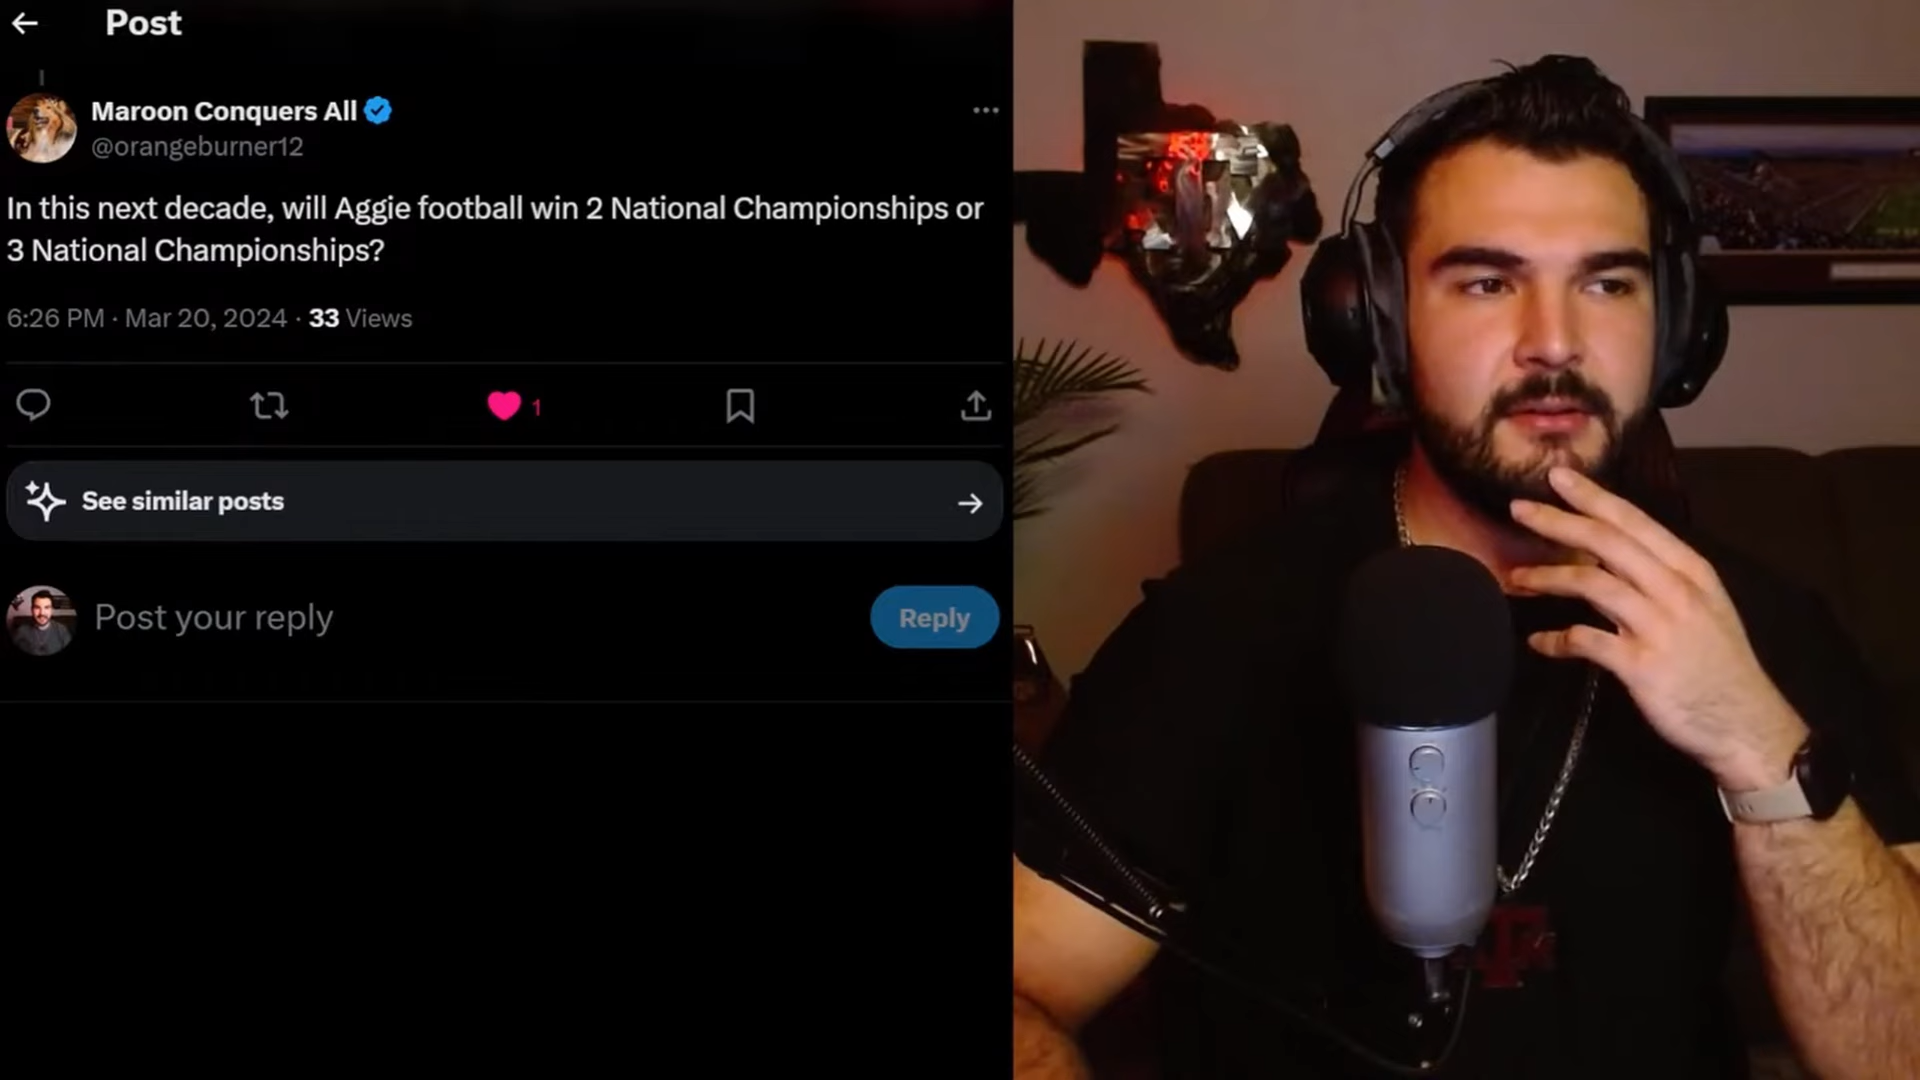 Post
Maroon Conquers All
@orangeburner12
In this next decade, will Aggie football win 2 National Championships or
3 National Championships?
6:26 PM · Mar 20, 2024 · 33 Views
1
See similar posts
Post your reply
Reply